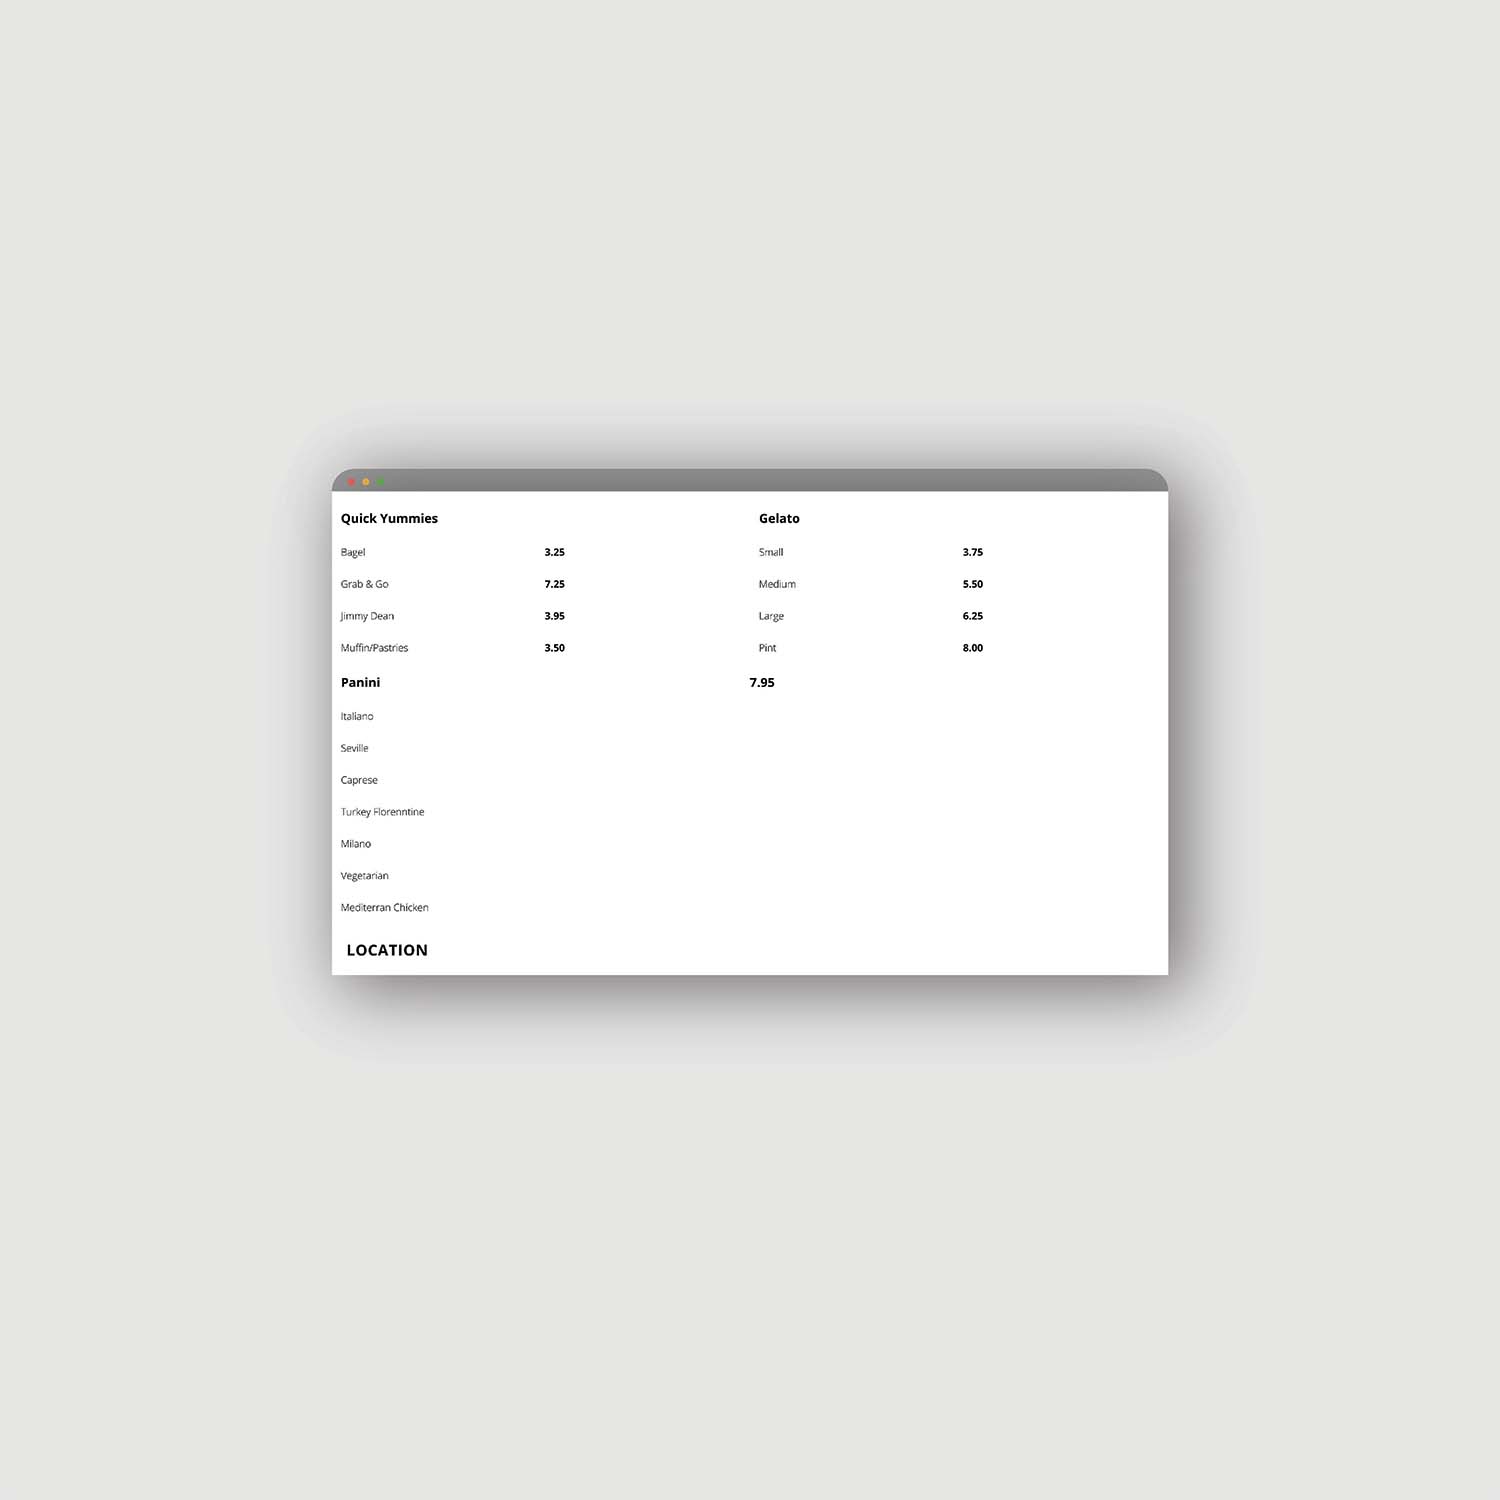 Quick Yummies
Bagel 3.25
Grab & Go 7.25
Jimmy Dean 3.95
Muffin/Pastries 3.50
Gelato
Small 3.75
Medium 5.50
Large 6.25
Pint 8.00
Panini 7.95
Italiano
Seville
Caprese
Turkey Florenntine
Milano
Vegetarian
Mediterran Chicken
LOCATION